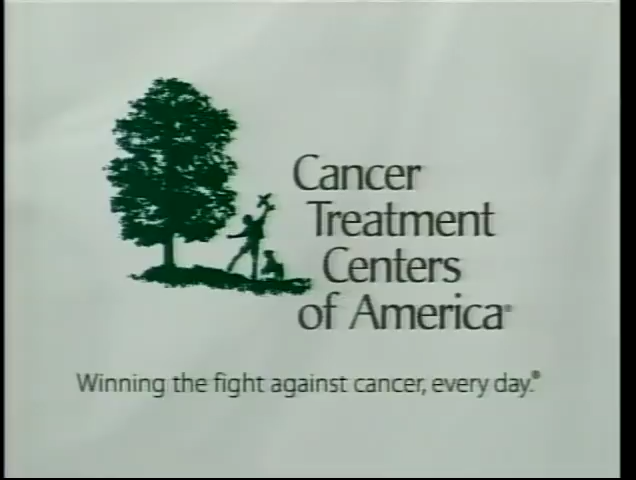 Cancer
Treatment
Centers
of America®
Winning the fight against cancer, every day.®